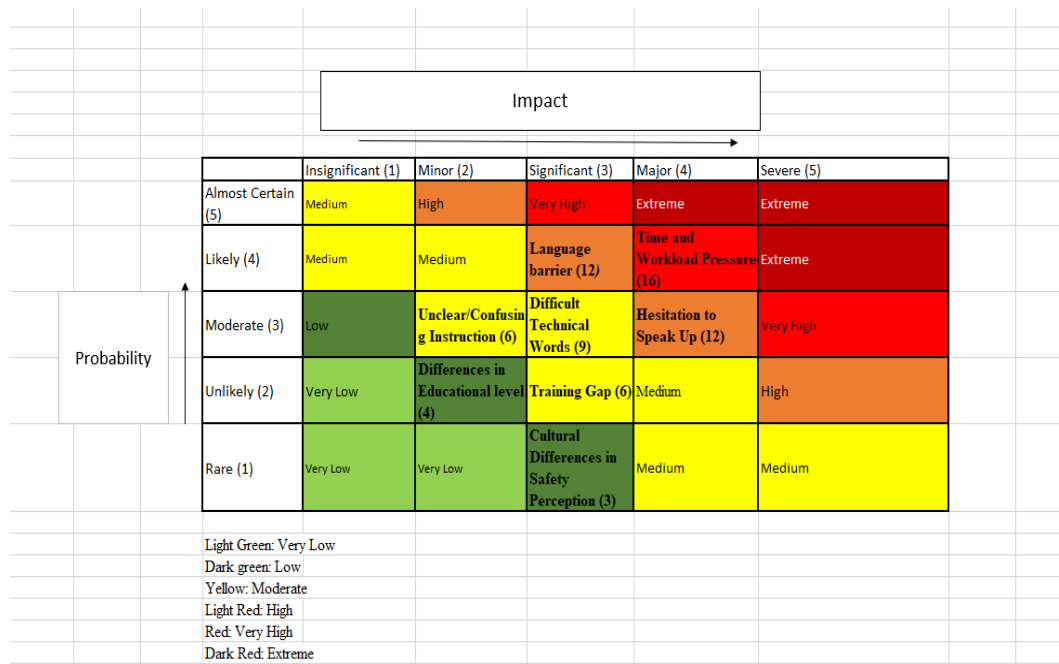 Impact
Insignificant (1) Minor (2) Significant (3) Major (4) Severe (5)
Almost Certain
(5)
Medium
High
Very High
Extreme
Extreme
Likely (4)
Medium
Medium
Language
barrier (12)
Time and
Workload Pressure
(16)
Extreme
Probability
Moderate (3)
Low
Unclear/Confusin
g Instruction (6)
Difficult
Technical
Words (9)
Hesitation to
Speak Up (12)
Very High
Unlikely (2)
Very Low
Differences in
Educational level
(4)
Training Gap (6)
Medium
High
Rare (1)
Very Low
Very Low
Cultural
Differences in
Safety
Perception (3)
Medium
Medium
Light Green: Very Low
Dark green: Low
Yellow: Moderate
Light Red: High
Red: Very High
Dark Red: Extreme